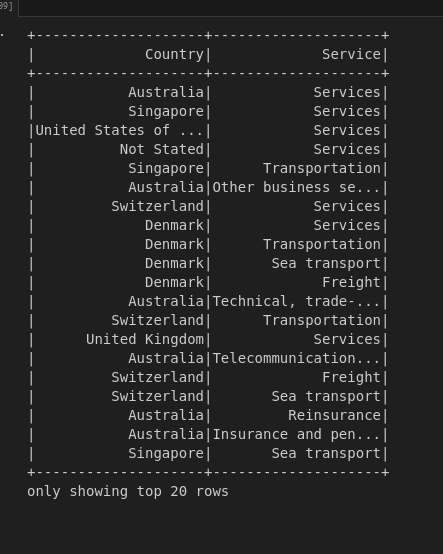 09]
+--------------------+--------------------+
|             Country|             Service|
+--------------------+--------------------+
|           Australia|            Services|
|           Singapore|            Services|
|United States of ...|            Services|
|          Not Stated|            Services|
|           Singapore|      Transportation|
|           Australia|Other business se...|
|         Switzerland|            Services|
|             Denmark|            Services|
|             Denmark|      Transportation|
|             Denmark|       Sea transport|
|             Denmark|             Freight|
|           Australia|Technical, trade-...|
|         Switzerland|      Transportation|
|      United Kingdom|            Services|
|           Australia|Telecommunication...|
|         Switzerland|             Freight|
|         Switzerland|       Sea transport|
|           Australia|         Reinsurance|
|           Australia|Insurance and pen...|
|           Singapore|       Sea transport|
+--------------------+--------------------+
only showing top 20 rows